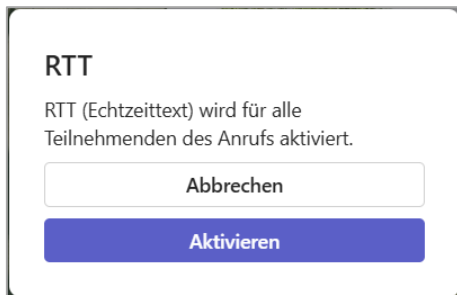 RTT
RTT (Echtzeittext) wird für alle
Teilnehmenden des Anrufs aktiviert.
Abbrechen
Aktivieren